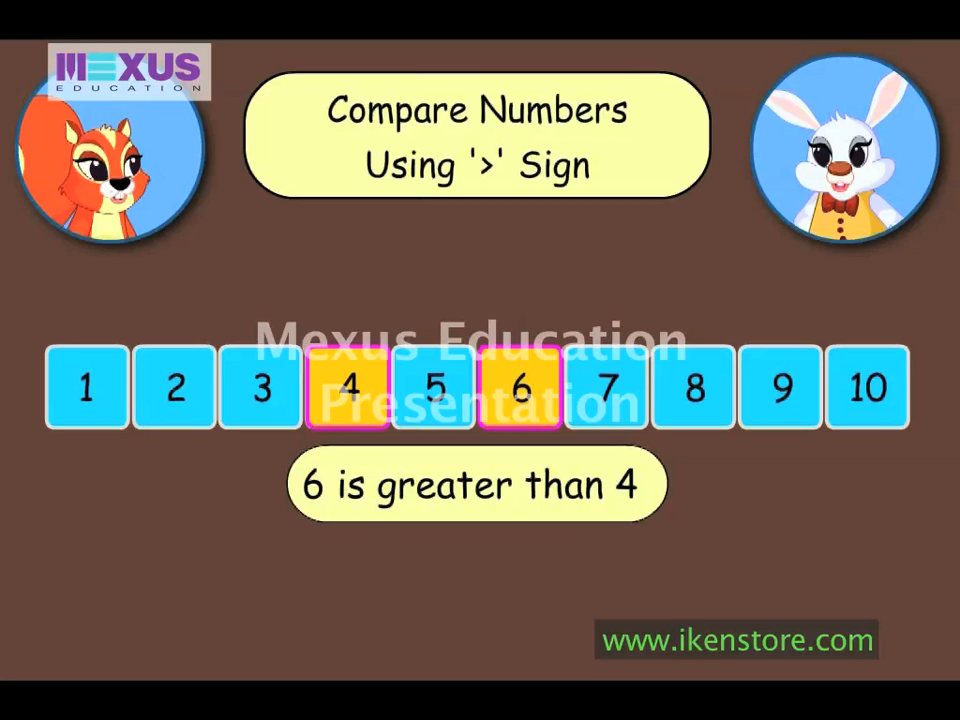 MEXUS
EDUCATION
Compare Numbers
Using '>' Sign
Mexus Education
Presentation
1 2 3 4 5 6 7 8 9 10
6 is greater than 4
www.ikenstore.com